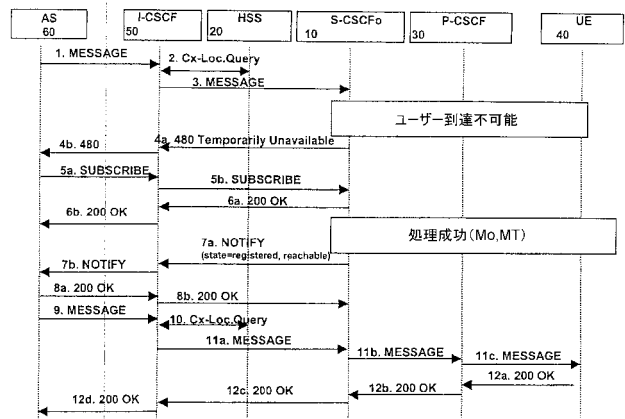 AS
60
I-CSCF
50
HSS
20
S-CSCFo
10
P-CSCF
30
UE
40
1. MESSAGE
2. Cx-Loc.Query
3. MESSAGE
ユーザー到達不可能
4a. 480 Temporarily Unavailable
4b. 480
5a. SUBSCRIBE
5b. SUBSCRIBE
6a. 200 OK
6b. 200 OK
処理成功(Mo,MT)
7a. NOTIFY
(state=registered, reachable)
7b. NOTIFY
8a. 200 OK
8b. 200 OK
9. MESSAGE
10. Cx-Loc.Query
11a. MESSAGE
11b. MESSAGE
11c. MESSAGE
12a. 200 OK
12b. 200 OK
12c. 200 OK
12d. 200 OK